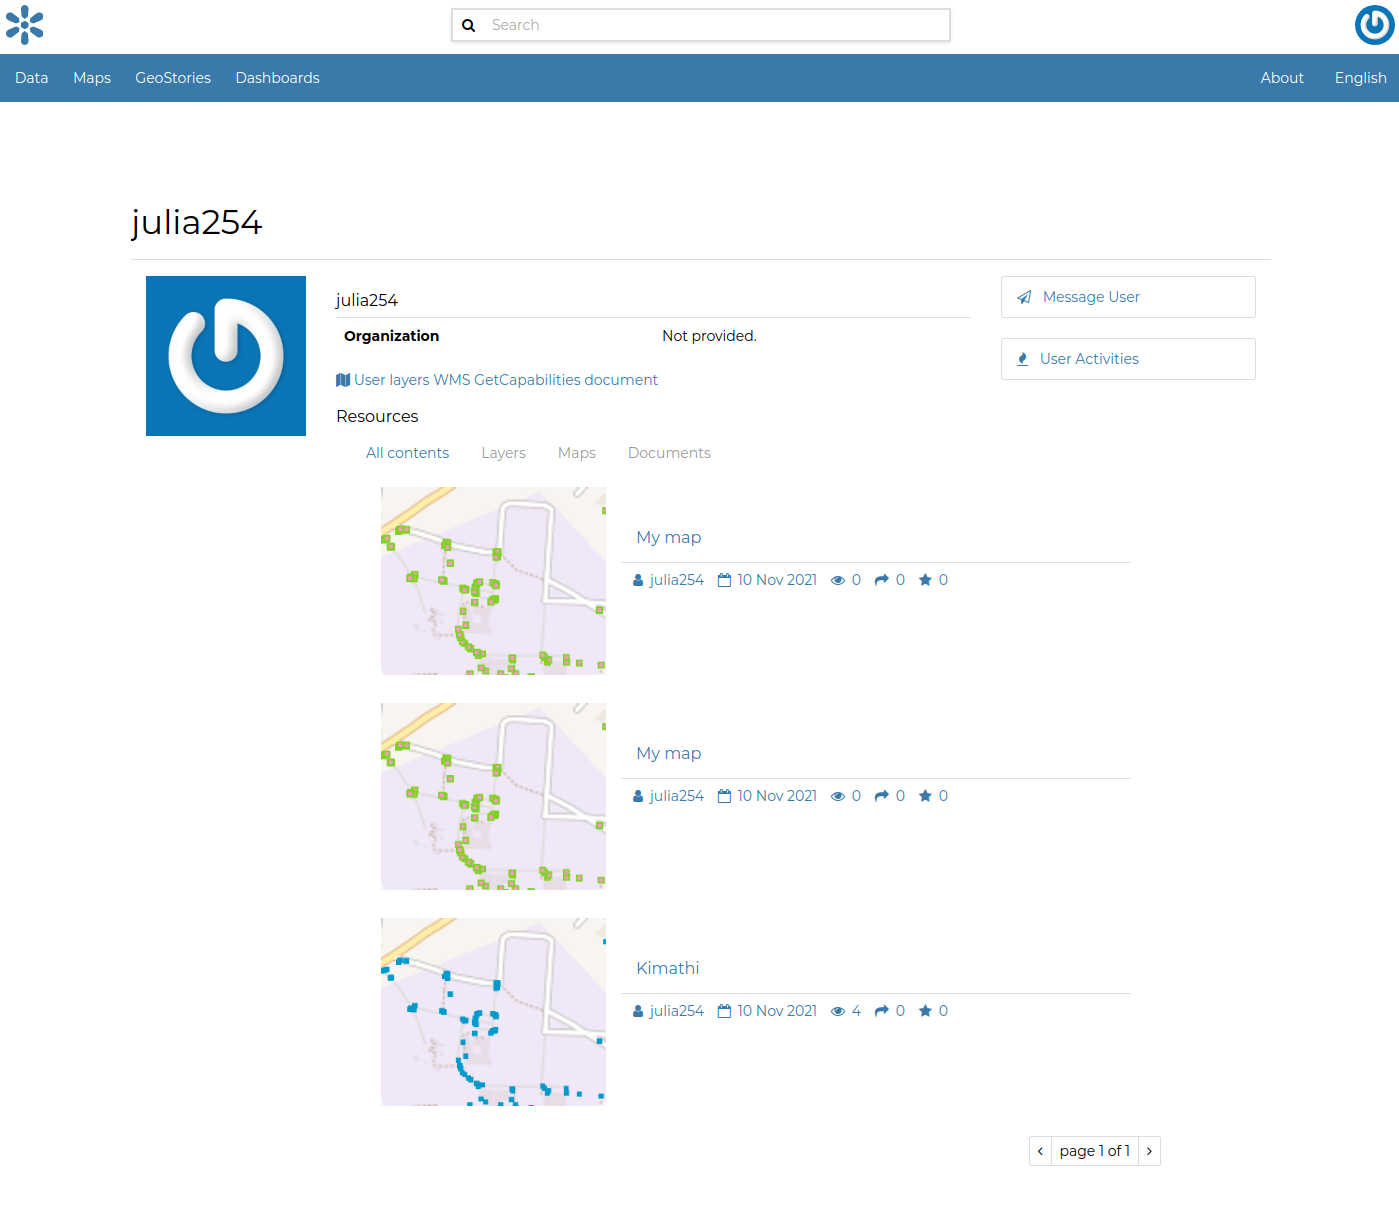 Search
Data Maps GeoStories Dashboards About English
julia254
julia254
Organization Not provided.
Message User
User Activities
User layers WMS GetCapabilities document
Resources
All contents Layers Maps Documents
My map
julia254 10 Nov 2021 0 0 0
My map
julia254 10 Nov 2021 0 0 0
Kimathi
julia254 10 Nov 2021 4 0 0
< page 1 of 1 >